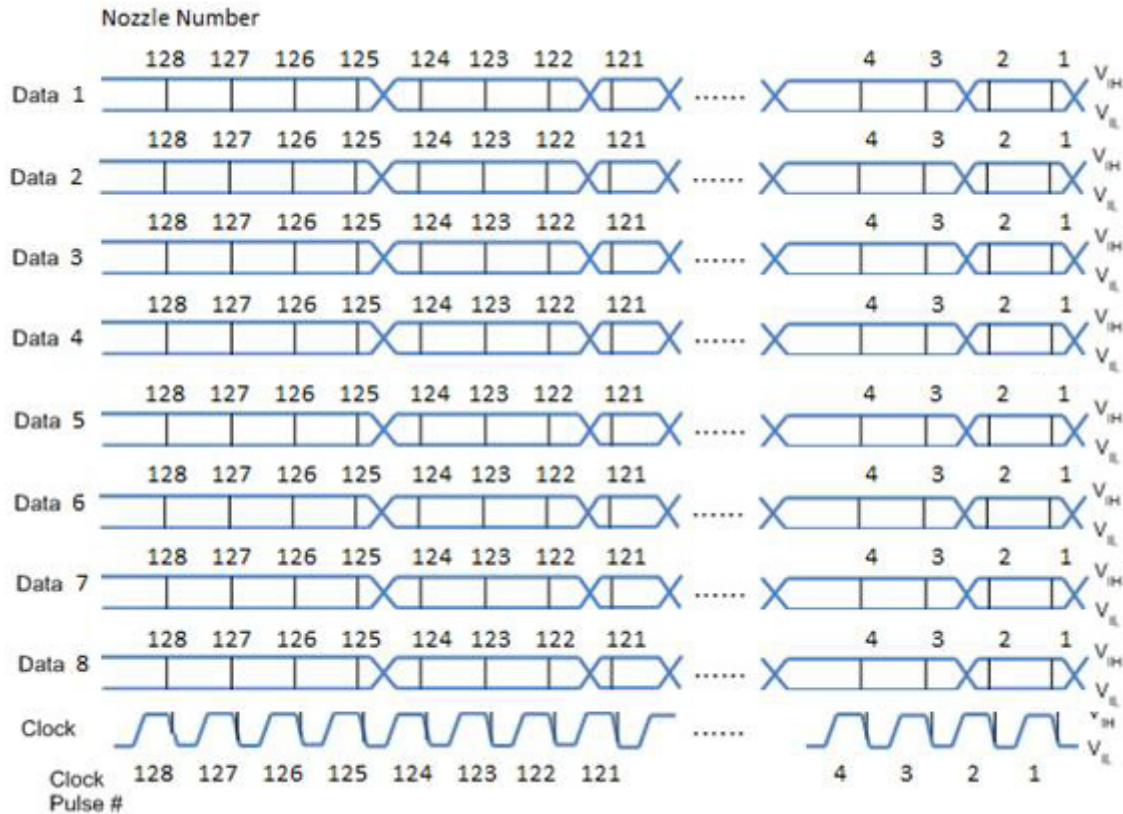 Nozzle Number
128 127 126 125 124 123 122 121 4 3 2 1 V_IH
Data 1 ...... V_IL
128 127 126 125 124 123 122 121 4 3 2 1 V_IH
Data 2 ...... V_IL
128 127 126 125 124 123 122 121 4 3 2 1 V_IH
Data 3 ...... V_IL
128 127 126 125 124 123 122 121 4 3 2 1 V_IH
Data 4 ...... V_IL
128 127 126 125 124 123 122 121 4 3 2 1 V_IH
Data 5 ...... V_IL
128 127 126 125 124 123 122 121 4 3 2 1 V_IH
Data 6 ...... V_IL
128 127 126 125 124 123 122 121 4 3 2 1 V_IH
Data 7 ...... V_IL
128 127 126 125 124 123 122 121 4 3 2 1 V_IH
Data 8 ...... V_IL
V_IH
Clock ...... V_IL
128 127 126 125 124 123 122 121 4 3 2 1
Clock
Pulse #